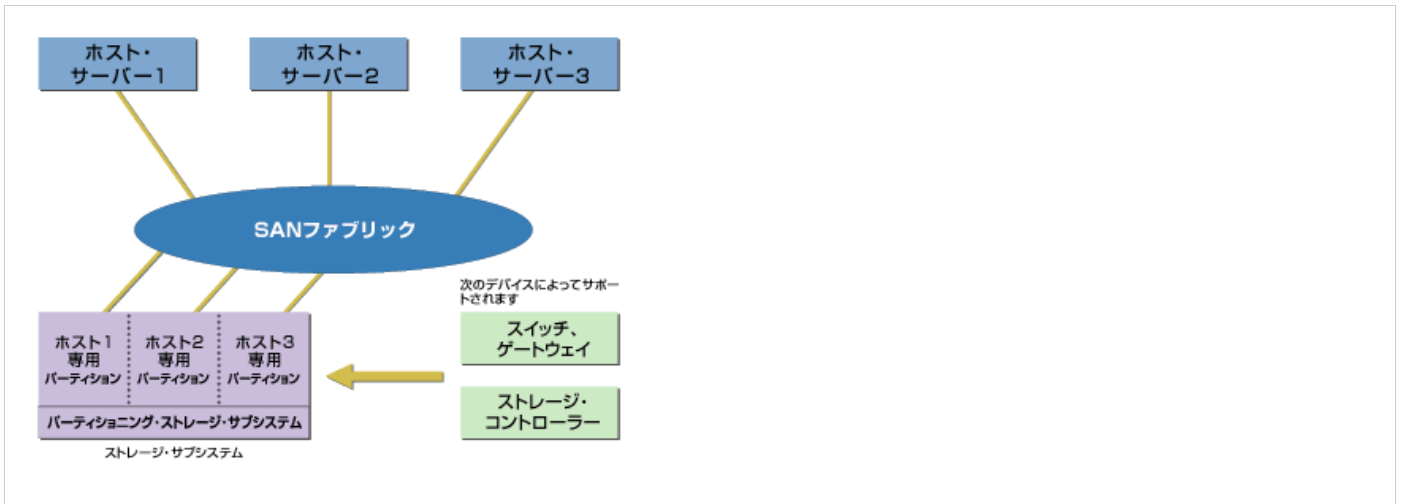 ホスト・
サーバー1
ホスト・
サーバー2
ホスト・
サーバー3
SANファブリック
次のデバイスによってサポー
トされます
スイッチ、
ゲートウェイ
ホスト1
専用
パーティション
ホスト2
専用
パーティション
ホスト3
専用
パーティション
ストレージ・
コントローラー
パーティショニング・ストレージ・サブシステム
ストレージ・サブシステム